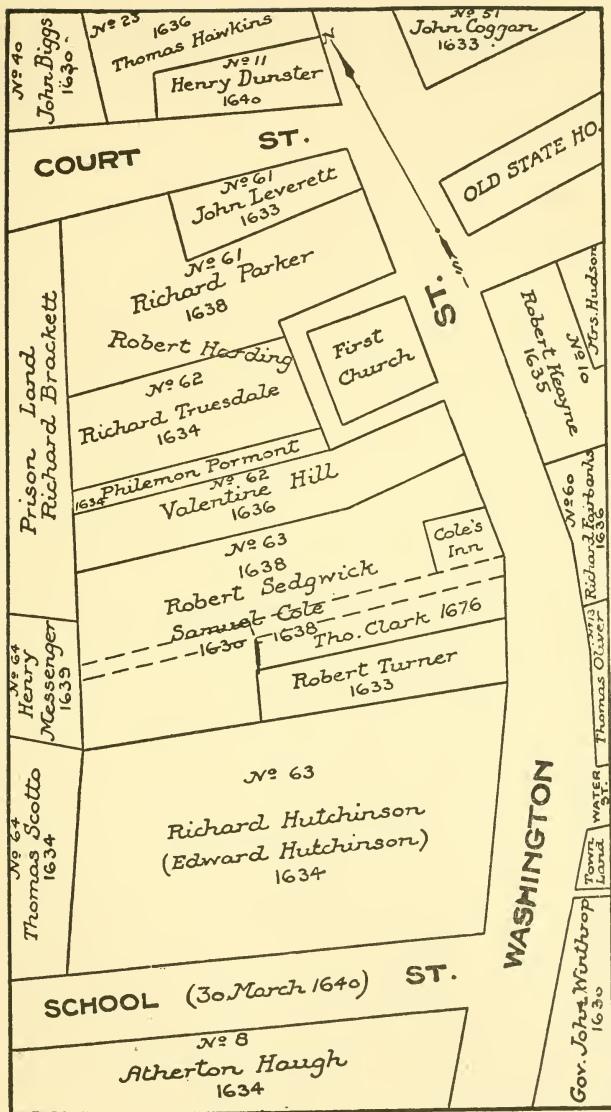 No 40
John Biggs
1630.
No 25
1636
Thomas Hawkins
No 11
Henry Dunster
1640
No 51
John Coggan
1633
N
COURT ST.
OLD STATE HO.
No 61
John Leverett
1633
No 61
Richard Parker
1638
S
ST.
Robert Harding
First
Church
Robert Keayne
1635
No 10
Mrs. Hudson
Prison Land
Richard Brackett
No 62
Richard Truesdale
1634
1634 Philemon Pormont
No 62
Valentine Hill
1636
No 60
Richard Fairbanks
1636
No 63
1638
Robert Sedgwick
Cole's
Inn
Samuel Cole
1630 - 1638
Tho. Clark 1676
Robert Turner
1633
Thomas Oliver
No 64
Henry
Messenger
1639
No 63
Richard Hutchinson
(Edward Hutchinson)
1634
No 64
Thomas Scotto
1634
WASHINGTON
WATER
ST.
Town
Land
Gov. John Winthrop
1630
SCHOOL (30, March 1640) ST.
No 8
Atherton Haugh
1634